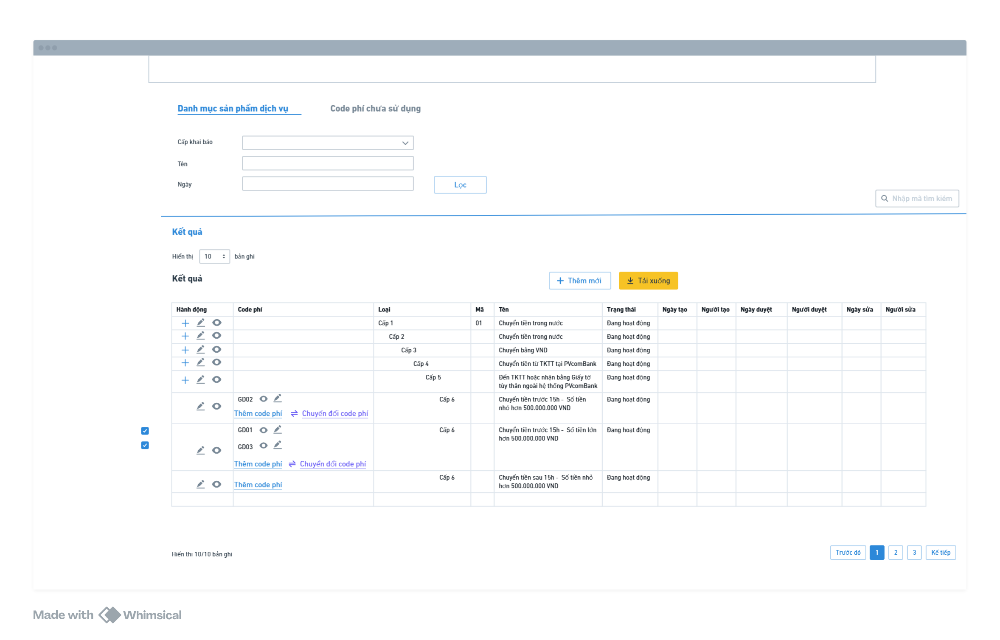 Danh mục sản phẩm dịch vụ
Code phí chưa sử dụng
Cấp khai báo
Tên
Ngày
Lọc
Nhập mã tìm kiếm
Kết quả
Hiển thị 10 bản ghi
Kết quả
Thêm mới
Tải xuống
Hành động Code phí Loại Mã Tên Trạng thái Ngày tạo Người tạo Ngày duyệt Người duyệt Ngày sửa Người sửa
Cấp 1 01 Chuyển tiền trong nước Đang hoạt động
Cấp 2 Chuyển tiền trong nước Đang hoạt động
Cấp 3 Chuyển bằng VND Đang hoạt động
Cấp 4 Chuyển tiền từ TKTT tại PVcomBank Đang hoạt động
Cấp 5 Đến TKTT hoặc nhận bằng Giấy tờ Đang hoạt động
tùy thân ngoài hệ thống PVcomBank
GD02 Cấp 6 Chuyển tiền trước 15h - Số tiền Đang hoạt động
nhỏ hơn 500.000.000 VND
Thêm code phí Chuyển đổi code phí
GD01 Cấp 6 Chuyển tiền trước 15h - Số tiền lớn Đang hoạt động
hơn 500.000.000 VND
GD03
Thêm code phí Chuyển đổi code phí
Cấp 6 Chuyển tiền sau 15h - Số tiền nhỏ Đang hoạt động
Thêm code phí hơn 500.000.000 VND
Hiển thị 10/10 bản ghi
Trước đó 1 2 3 Kế tiếp
Made with Whimsical